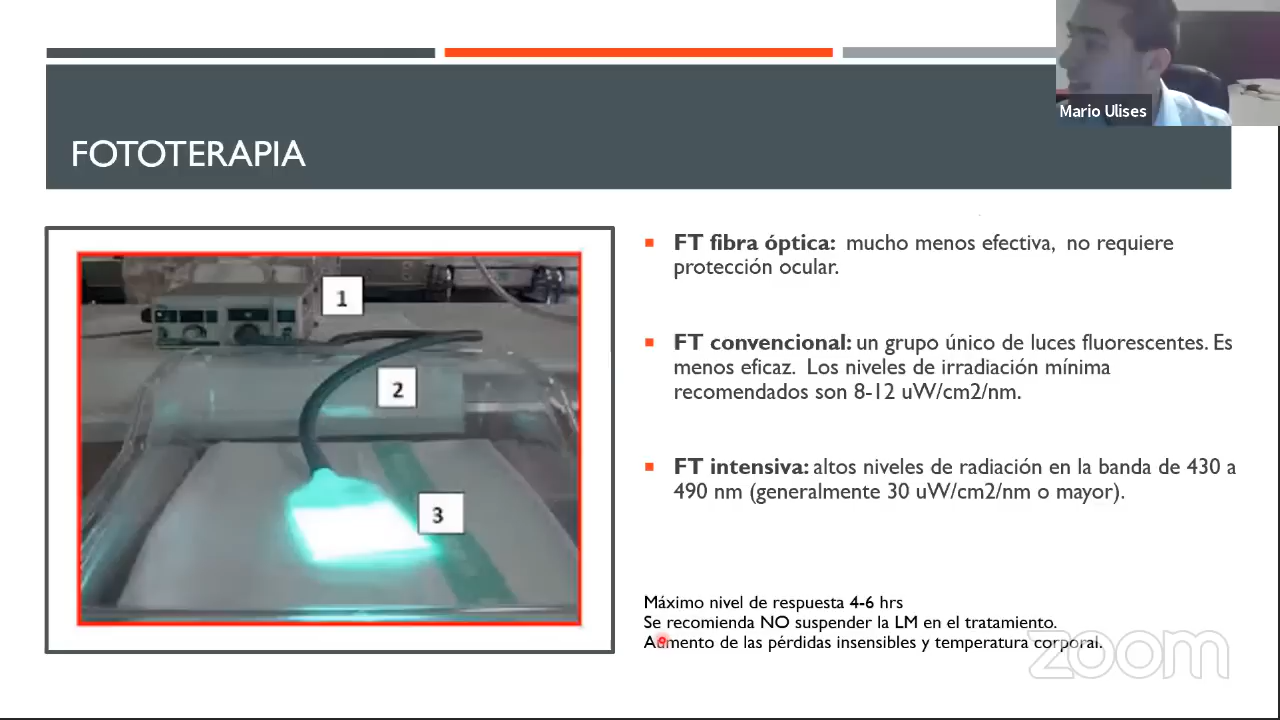 Mario Ulises
FOTOTERAPIA
1
2
3
FT fibra óptica: mucho menos efectiva, no requiere
protección ocular.
FT convencional: un grupo único de luces fluorescentes. Es
menos eficaz. Los niveles de irradiación mínima
recomendados son 8-12 uW/cm2/nm.
FT intensiva: altos niveles de radiación en la banda de 430 a
490 nm (generalmente 30 uW/cm2/nm o mayor).
Máximo nivel de respuesta 4-6 hrs
Se recomienda NO suspender la LM en el tratamiento.
Aumento de las pérdidas insensibles y temperatura corporal.
zoom